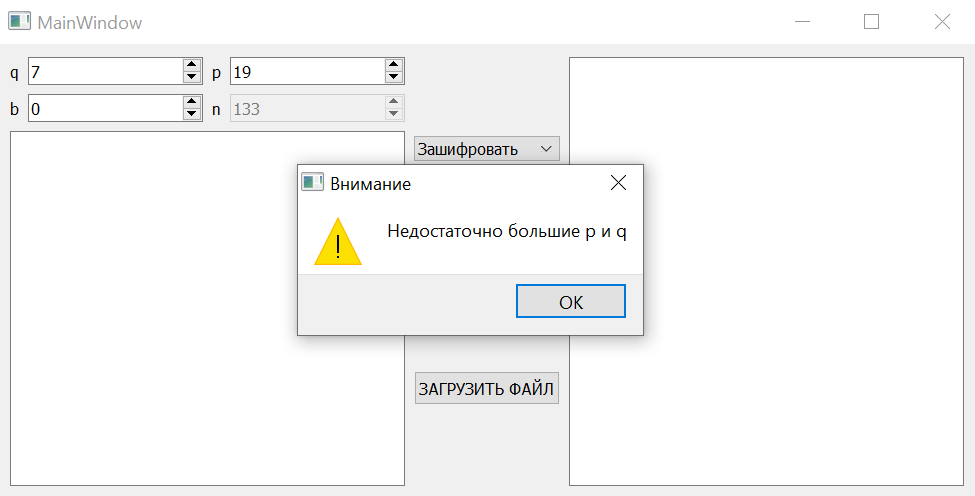 MainWindow
q 7 p 19
b 0 n 133
Зашифровать
Внимание
Недостаточно большие p и q
!
OK
ЗАГРУЗИТЬ ФАЙЛ